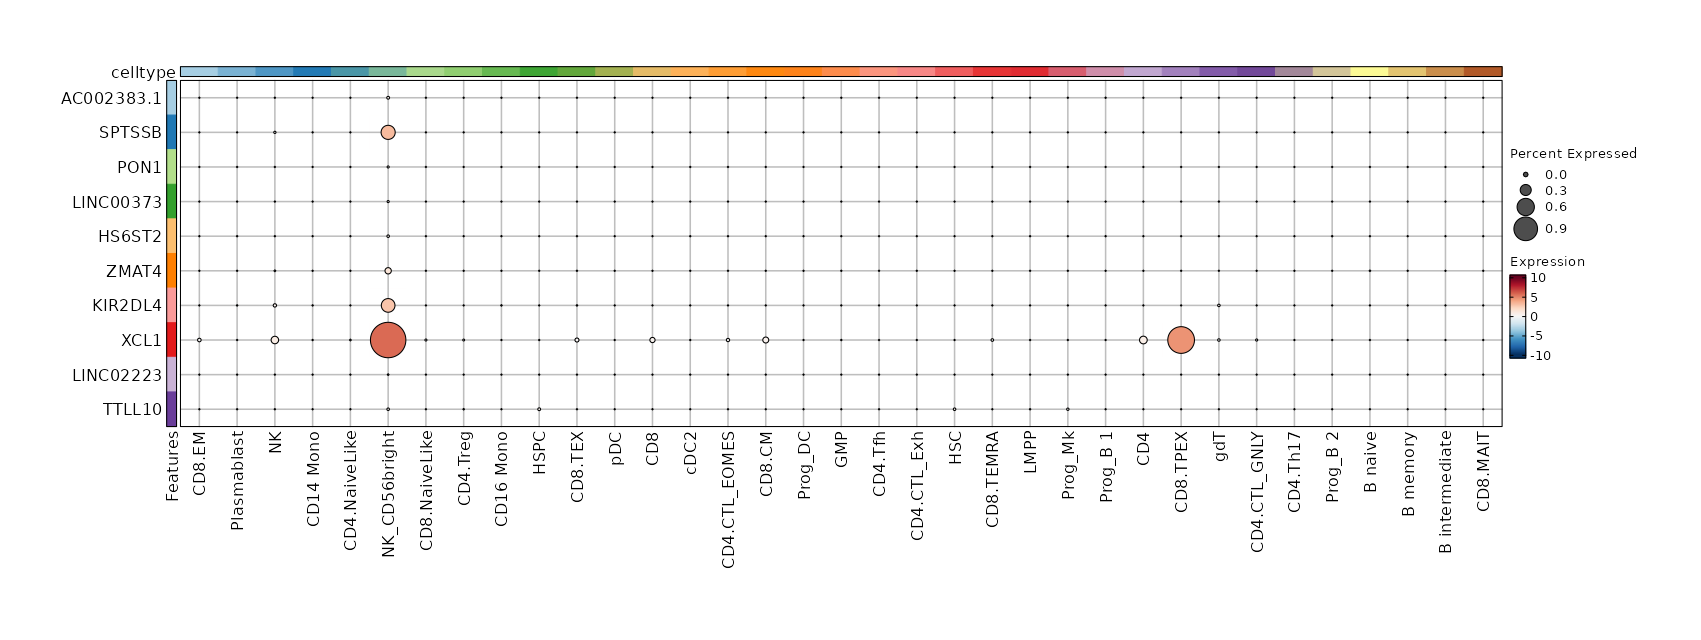 celltype
AC002383.1
SPTSSB
PON1
LINC00373
HS6ST2
ZMAT4
KIR2DL4
XCL1
LINC02223
TTLL10
Features
CD8.EM
Plasmablast
NK
CD14 Mono
CD4.NaiveLike
NK_CD56bright
CD8.NaiveLike
CD4.Treg
CD16 Mono
HSPC
CD8.TEX
pDC
CD8
cDC2
CD4.CTL_EOMES
CD8.CM
Prog_DC
GMP
CD4.Tfh
CD4.CTL_Exh
HSC
CD8.TEMRA
LMPP
Prog_Mk
Prog_B 1
CD4
CD8.TPEX
gdT
CD4.CTL_GNLY
CD4.Th17
Prog_B 2
B naive
B memory
B intermediate
CD8.MAIT
Percent Expressed
0.0
0.3
0.6
0.9
Expression
10
5
0
-5
-10